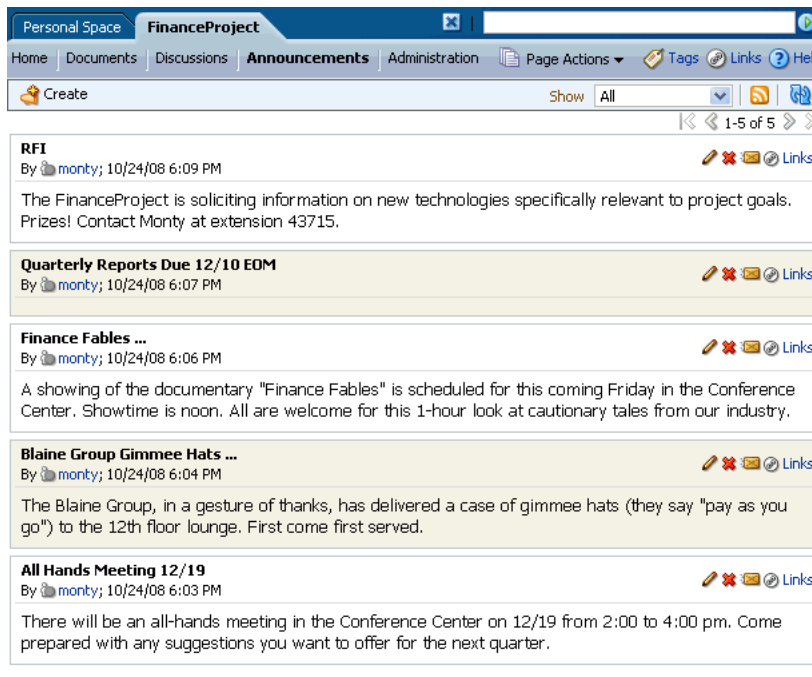 Personal Space FinanceProject
Home Documents Discussions Announcements Administration Page Actions Tags Links
Create Show All
1-5 of 5
RFI
By monty; 10/24/08 6:09 PM Links
The FinanceProject is soliciting information on new technologies specifically relevant to project goals.
Prizes! Contact Monty at extension 43715.
Quarterly Reports Due 12/10 EOM
By monty; 10/24/08 6:07 PM Links
Finance Fables ...
By monty; 10/24/08 6:06 PM Links
A showing of the documentary "Finance Fables" is scheduled for this coming Friday in the Conference
Center. Showtime is noon. All are welcome for this 1-hour look at cautionary tales from our industry.
Blaine Group Gimmee Hats ...
By monty; 10/24/08 6:04 PM Links
The Blaine Group, in a gesture of thanks, has delivered a case of gimmee hats (they say "pay as you
go") to the 12th floor lounge. First come first served.
All Hands Meeting 12/19
By monty; 10/24/08 6:03 PM Links
There will be an all-hands meeting in the Conference Center on 12/19 from 2:00 to 4:00 pm. Come
prepared with any suggestions you want to offer for the next quarter.